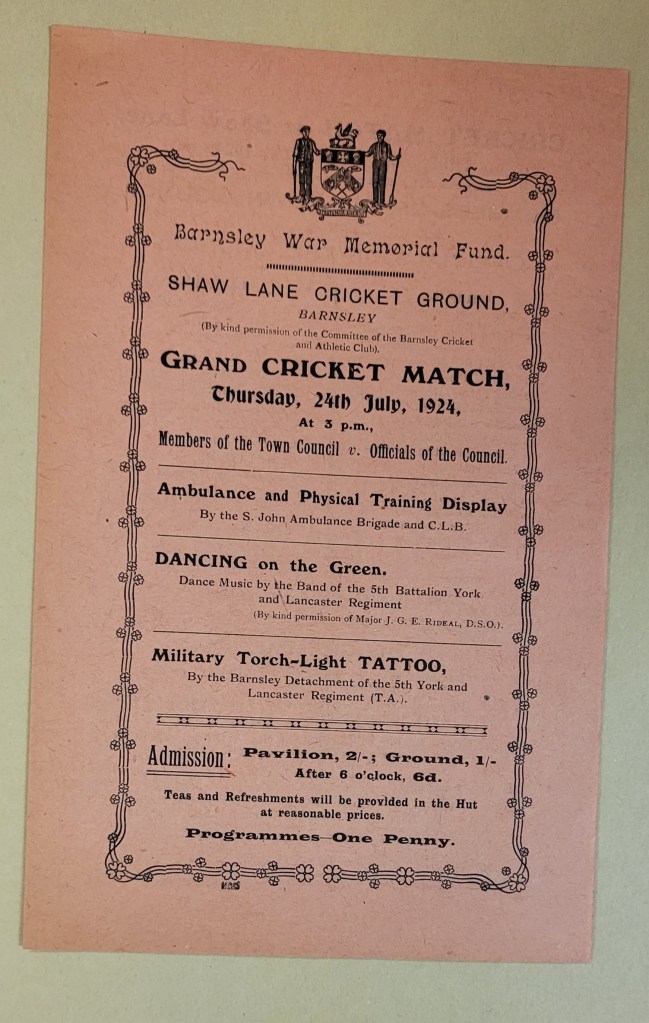 Barnsley War Memorial Fund.
SHAW LANE CRICKET GROUND,
BARNSLEY
(By kind permission of the Committee of the Barnsley Cricket
and Athletic Club).
GRAND CRICKET MATCH,
Thursday, 24th July, 1924,
At 3 p.m.,
Members of the Town Council v. Officials of the Council.
Ambulance and Physical Training Display
By the S. John Ambulance Brigade and C.L.B.
DANCING on the Green.
Dance Music by the Band of the 5th Battalion York
and Lancaster Regiment
(By kind permission of Major J. G. E. RIDEAL, D.S.O.).
Military Torch-Light TATTOO,
By the Barnsley Detachment of the 5th York and
Lancaster Regiment (T.A.).
Admission: Pavilion, 2/-; Ground, 1/-
After 6 o'clock, 6d.
Teas and Refreshments will be provided in the Hut
at reasonable prices.
Programmes—One Penny.